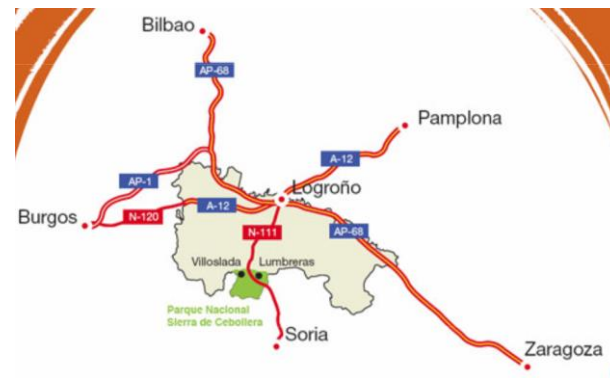 Bilbao
AP-68
Pamplona
A-12
AP-1
Logroño
Burgos
N-120
A-12
N-111
AP-68
Villoslada
Lumbreras
Parque Nacional
Sierra de Cebollera
Soria
Zaragoza